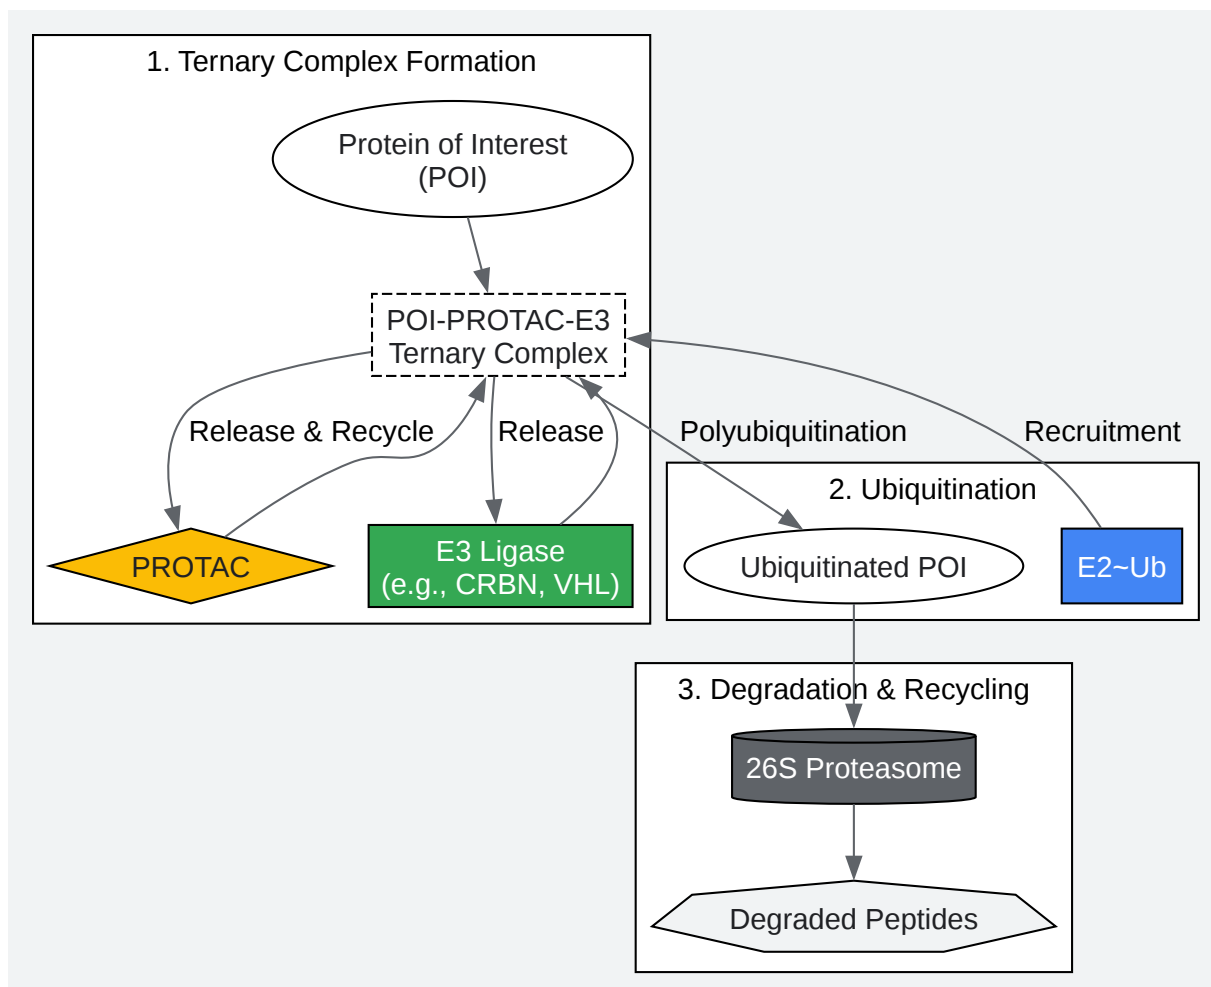 1. Ternary Complex Formation
Protein of Interest
(POI)
POI-PROTAC-E3
Ternary Complex
Release & Recycle
Release
Polyubiquitination
Recruitment
PROTAC
E3 Ligase
(e.g., CRBN, VHL)
2. Ubiquitination
Ubiquitinated POI
E2~Ub
3. Degradation & Recycling
26S Proteasome
Degraded Peptides